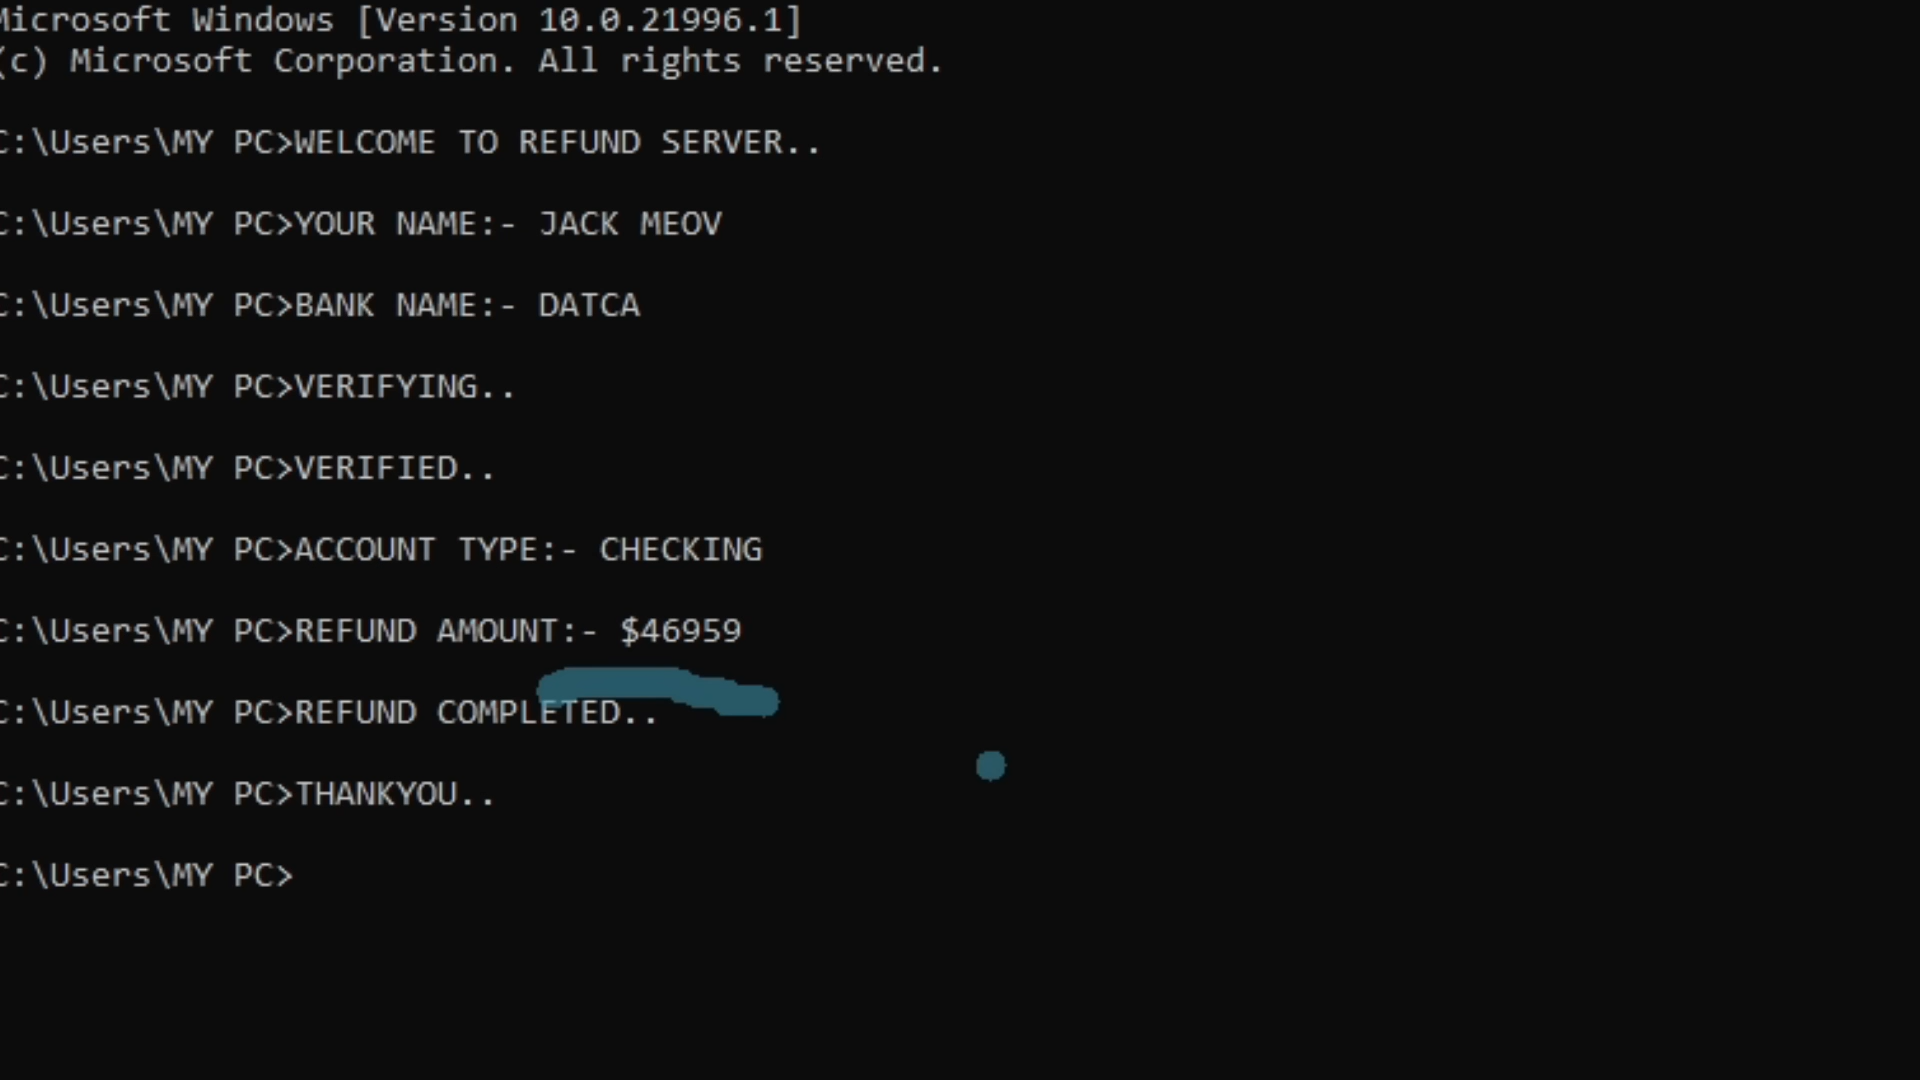 Microsoft Windows [Version 10.0.21996.1]
(c) Microsoft Corporation. All rights reserved.
C:\Users\MY PC>WELCOME TO REFUND SERVER..
C:\Users\MY PC>YOUR NAME:- JACK MEOV
C:\Users\MY PC>BANK NAME:- DATCA
C:\Users\MY PC>VERIFYING..
C:\Users\MY PC>VERIFIED..
C:\Users\MY PC>ACCOUNT TYPE:- CHECKING
C:\Users\MY PC>REFUND AMOUNT:- $46959
C:\Users\MY PC>REFUND COMPLETED..
C:\Users\MY PC>THANKYOU..
C:\Users\MY PC>